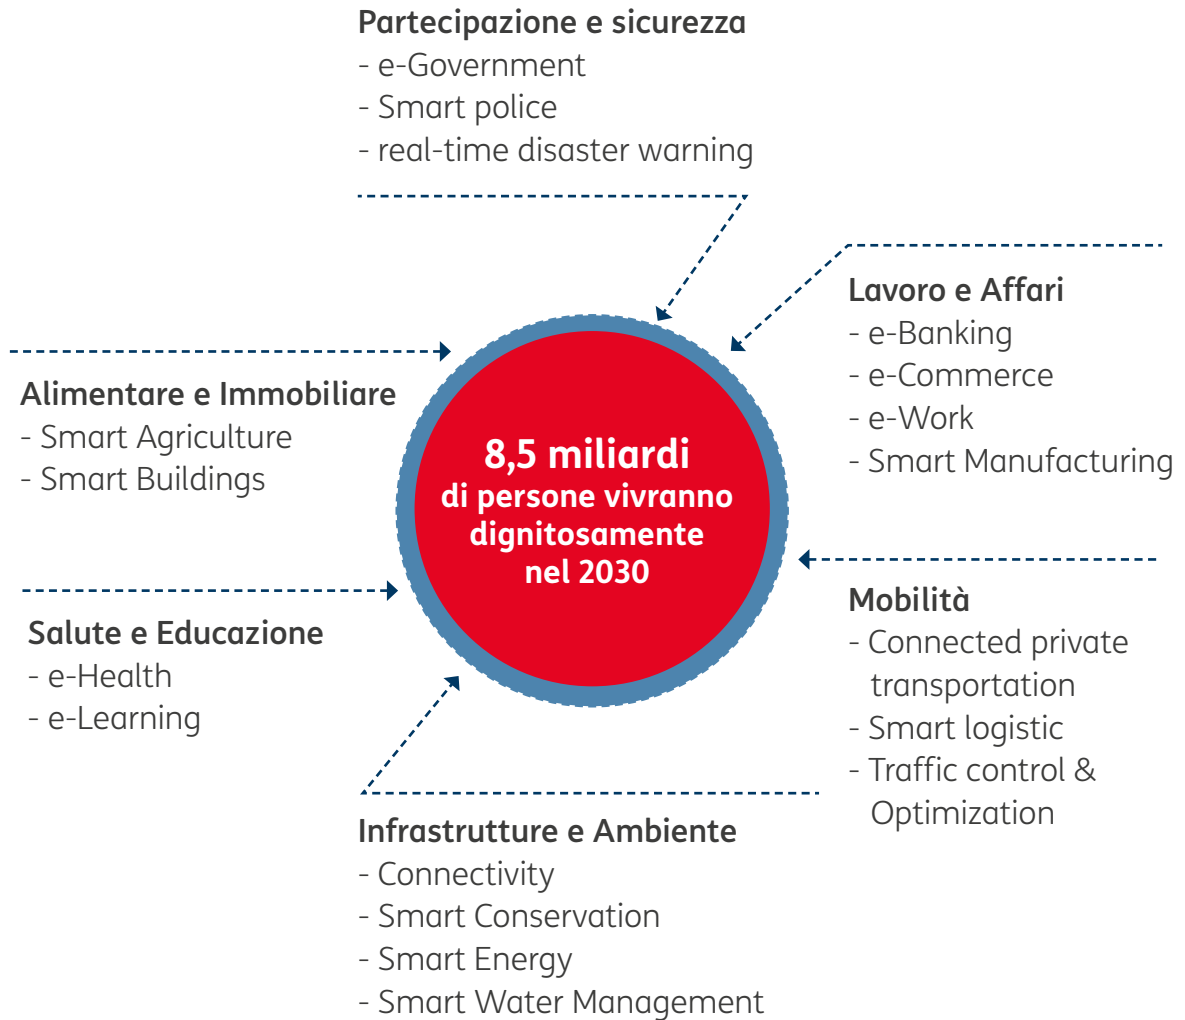 Partecipazione e sicurezza
- e-Government
- Smart police
- real-time disaster warning
Lavoro e Affari
- e-Banking
- e-Commerce
- e-Work
- Smart Manufacturing
Alimentare e Immobiliare
- Smart Agriculture
- Smart Buildings
8,5 miliardi
di persone vivranno
dignitosamente
nel 2030
Mobilità
- Connected private
transportation
- Smart logistic
- Traffic control &
Optimization
Salute e Educazione
- e-Health
- e-Learning
Infrastrutture e Ambiente
- Connectivity
- Smart Conservation
- Smart Energy
- Smart Water Management